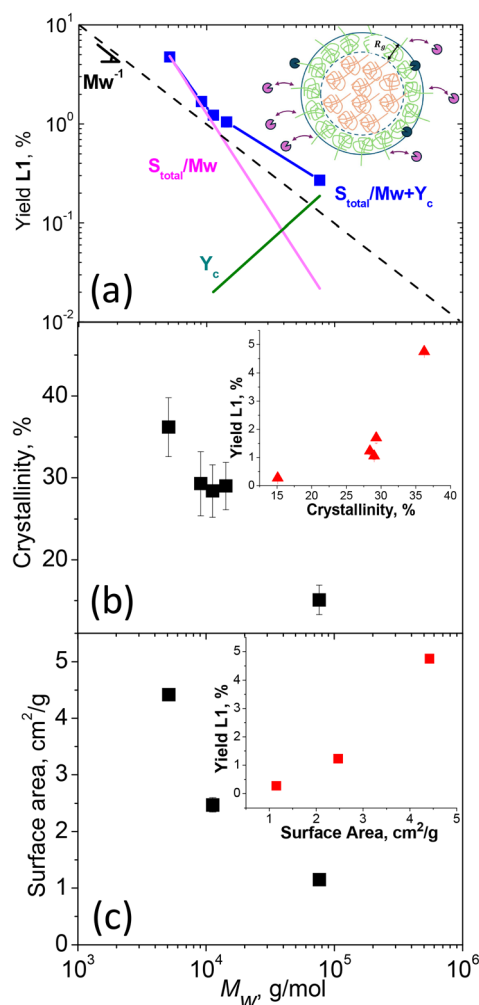 10¹
10⁰
10⁻¹
10⁻²
Yield L1, %
Mw⁻¹
R_g
S_total/Mw
S_total/Mw+Y_c
Y_c
(a)
40
30
20
Crystallinity, %
5
4
3
2
1
0
Yield L1, %
10 15 20 25 30 35 40
Crystallinity, %
(b)
5
4
3
2
1
0
Surface area, cm²/g
5
4
3
2
1
0
Yield L1, %
1 2 3 4 5
Surface Area, cm²/g
(c)
10³ 10⁴ 10⁵ 10⁶
M_W, g/mol